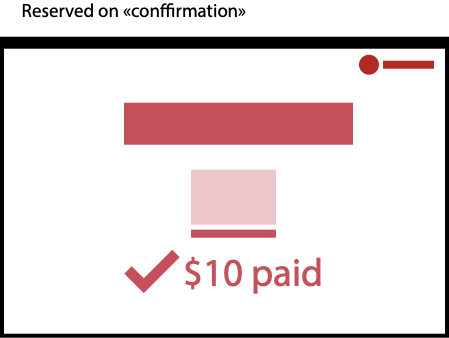 Reserved on «conffirmation»
$10 paid